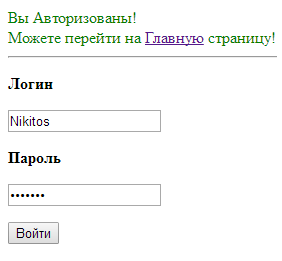 Вы Авторизованы!
Можете перейти на Главную страницу!
Логин
Nikitos
Пароль
•••••••
Войти